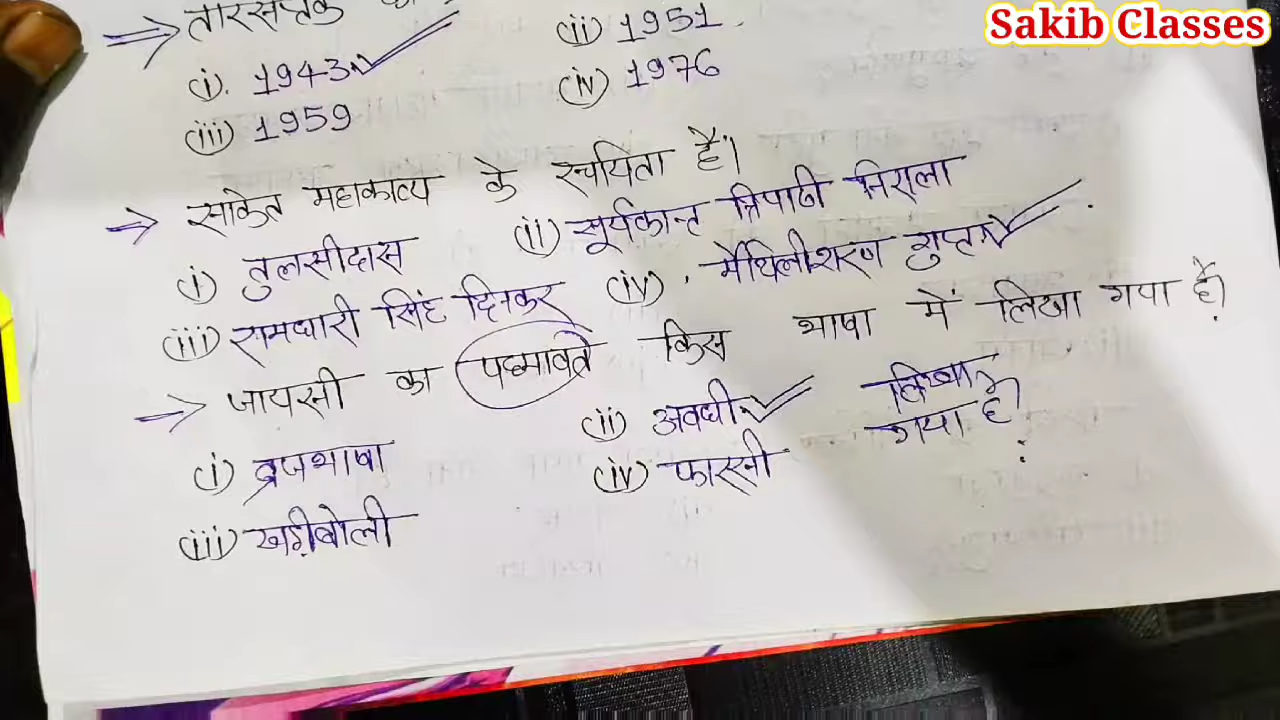 Sakib Classes
तारसप्तक
(i). 1943. (ii) 1951.
(iii) 1959 (iv) 1976
साकेत महाकाव्य के रचयिता हैं।
(i) तुलसीदास (ii) सूर्यकान्त त्रिपाठी निराला
(iii) रामधारी सिंह दिनकर (iv) मैथिलीशरण गुप्त
जायसी का पद्मावत किस भाषा में लिखा गया है।
(i) ब्रजभाषा (ii) अवधी लिखा
गया है।
(iii) खड़ीबोली (iv) फारसी